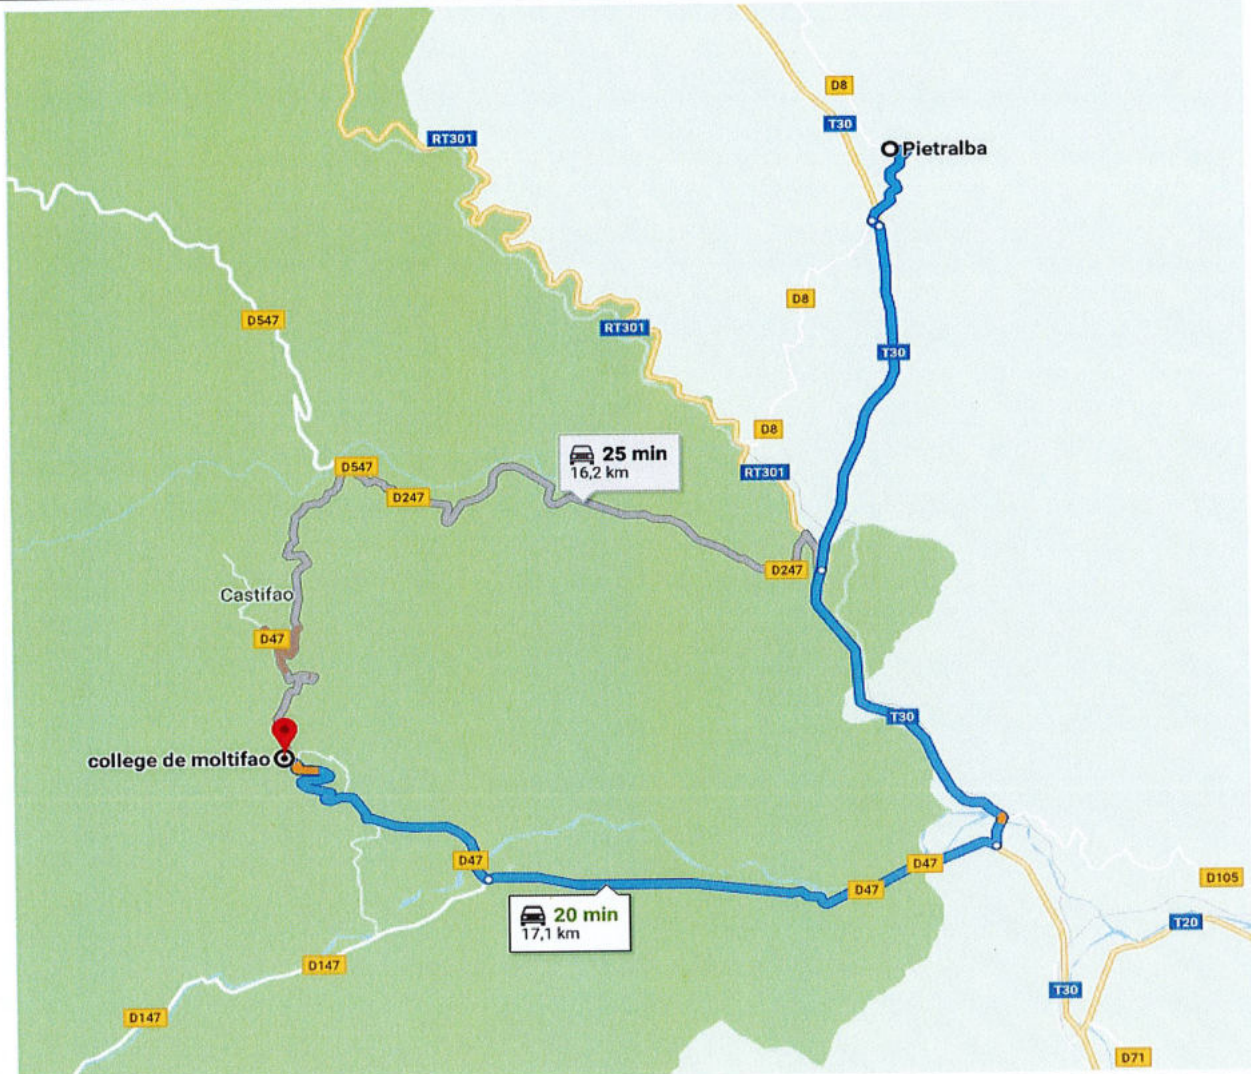 D8
T30
RT301
Pietralba
D8
D547
RT301
T30
D8
25 min
16,2 km
D547
RT301
D247
D247
Castifao
D47
T30
college de moltifao
D47
D47
D47
D105
20 min
17,1 km
T20
D147
T30
D147
D71